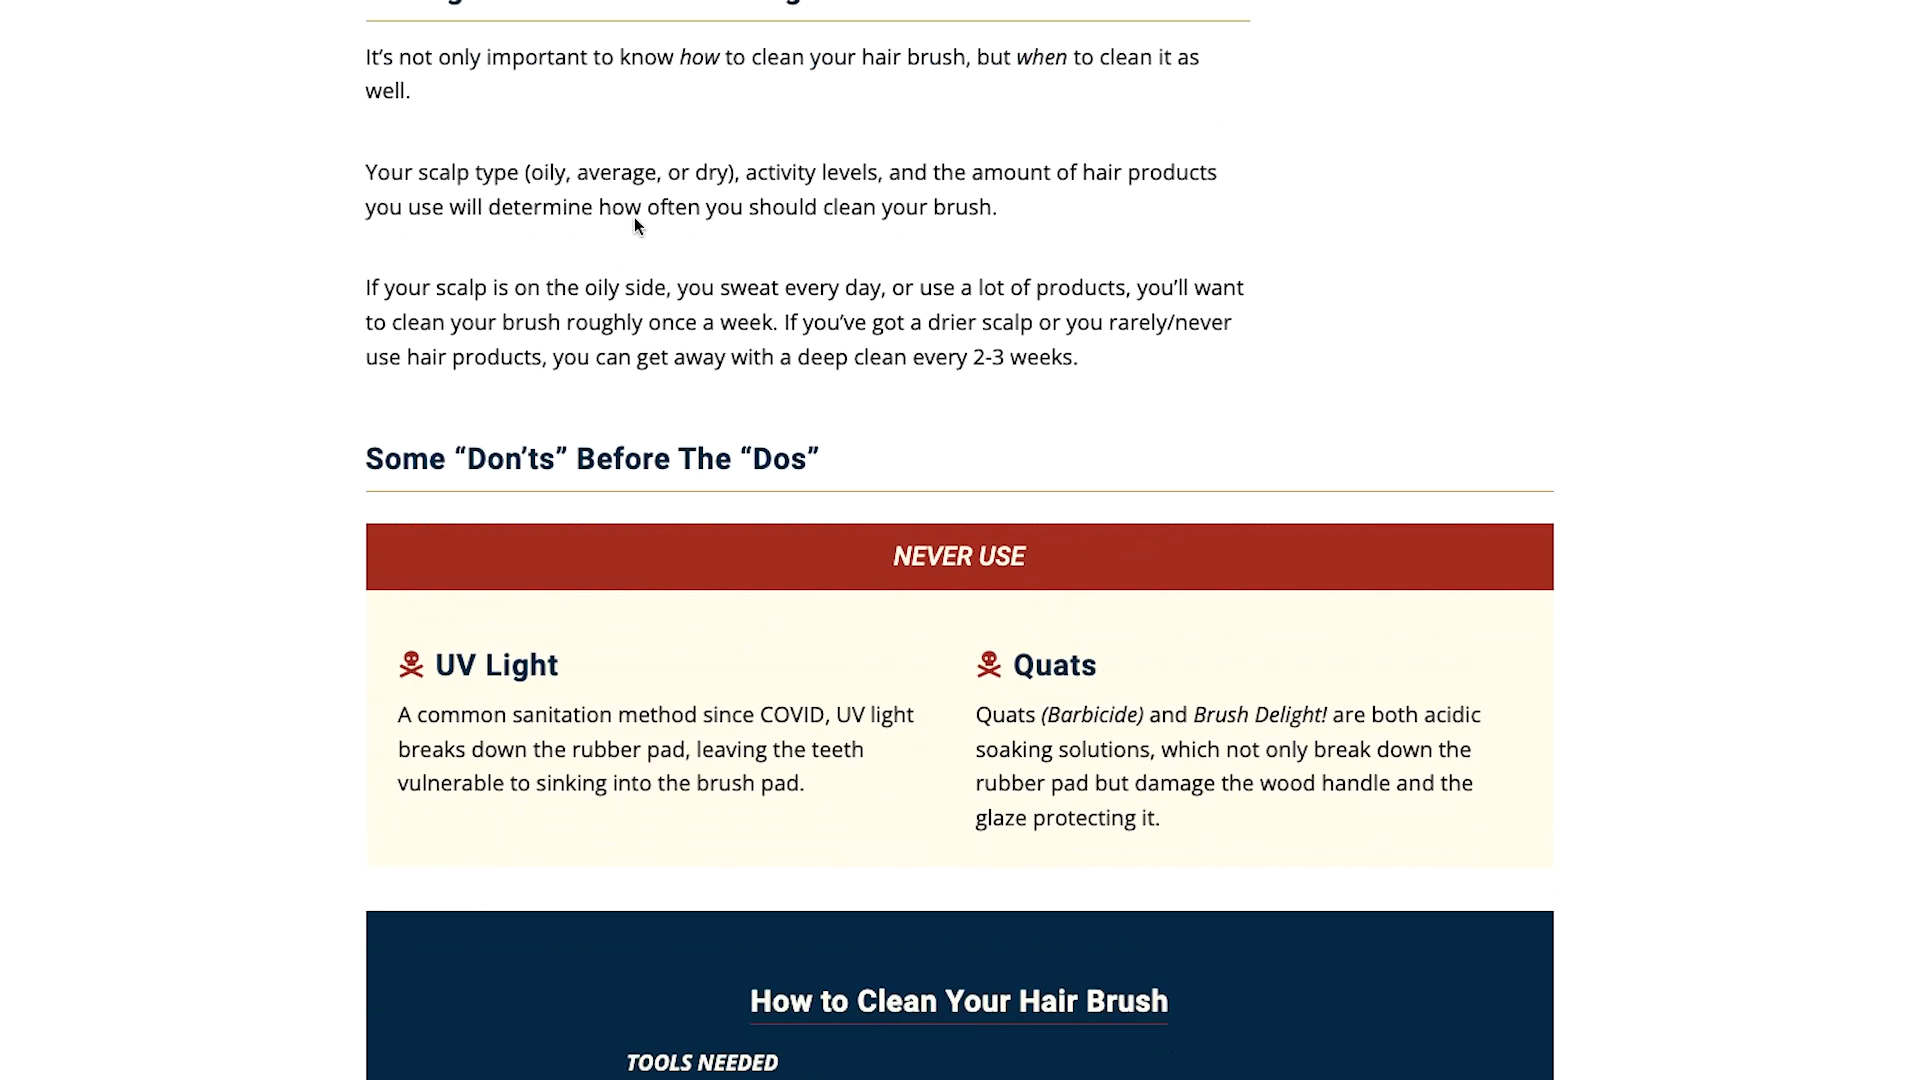 It’s not only important to know how to clean your hair brush, but when to clean it as
well.
Your scalp type (oily, average, or dry), activity levels, and the amount of hair products
you use will determine how often you should clean your brush.
If your scalp is on the oily side, you sweat every day, or use a lot of products, you’ll want
to clean your brush roughly once a week. If you’ve got a drier scalp or you rarely/never
use hair products, you can get away with a deep clean every 2-3 weeks.
Some “Don’ts” Before The “Dos”
NEVER USE
UV Light
A common sanitation method since COVID, UV light
breaks down the rubber pad, leaving the teeth
vulnerable to sinking into the brush pad.
Quats
Quats (Barbicide) and Brush Delight! are both acidic
soaking solutions, which not only break down the
rubber pad but damage the wood handle and the
glaze protecting it.
How to Clean Your Hair Brush
TOOLS NEEDED